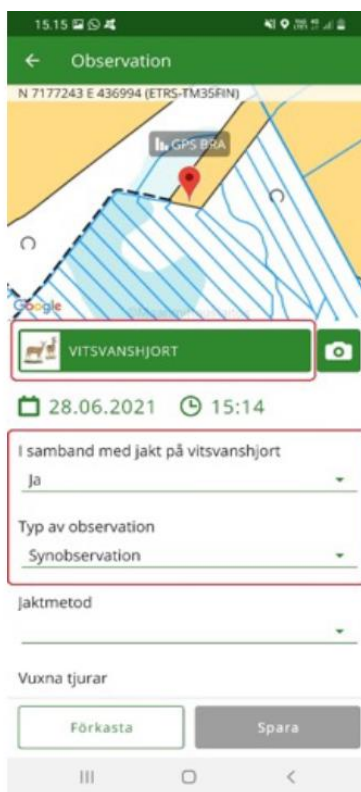 15.15
Observation
N 7177243 E 436994 (ETRS-TM35FIN)
GPS BRA
Google
VITSVANSHJORT
28.06.2021 15:14
I samband med jakt på vitsvanshjort
Ja
Typ av observation
Synobservation
Jaktmetod
Vuxna tjurar
Förkasta Spara